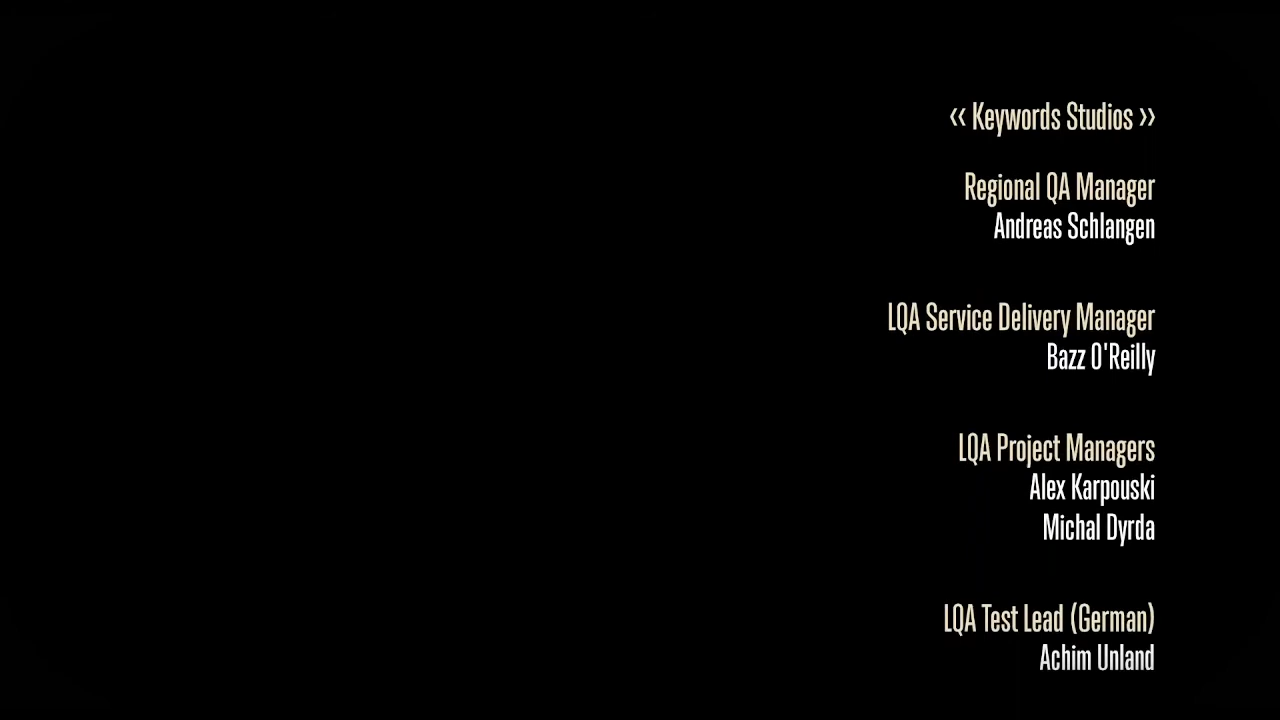 ‹‹ Keywords Studios ››
Regional QA Manager
Andreas Schlangen
LQA Service Delivery Manager
Bazz O'Reilly
LQA Project Managers
Alex Karpouski
Michal Dyrda
LQA Test Lead (German)
Achim Unland